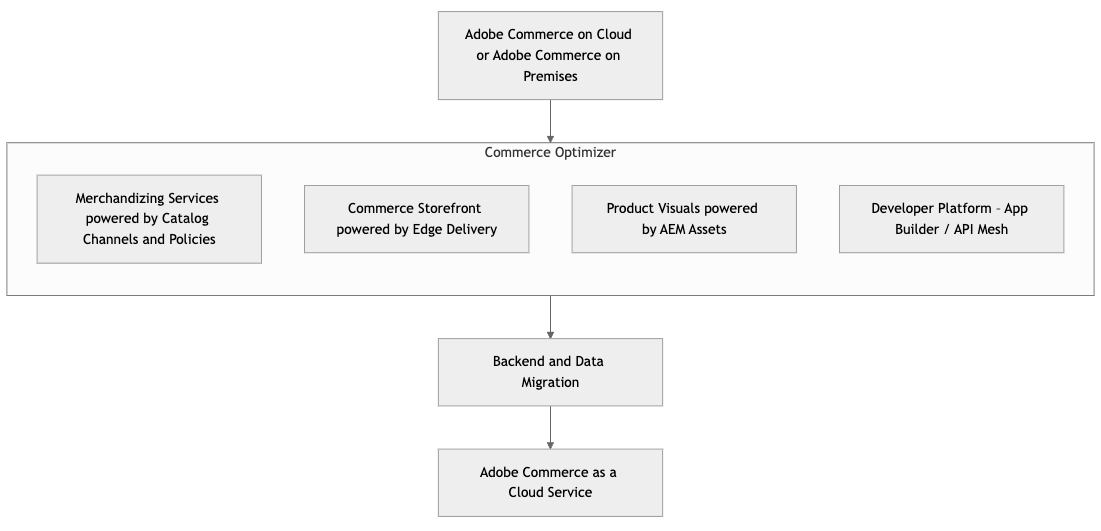 Adobe Commerce on Cloud
or Adobe Commerce on
Premises
Commerce Optimizer
Merchandizing Services
powered by Catalog
Channels and Policies
Commerce Storefront
powered by Edge Delivery
Product Visuals powered
by AEM Assets
Developer Platform - App
Builder / API Mesh
Backend and Data
Migration
Adobe Commerce as a
Cloud Service